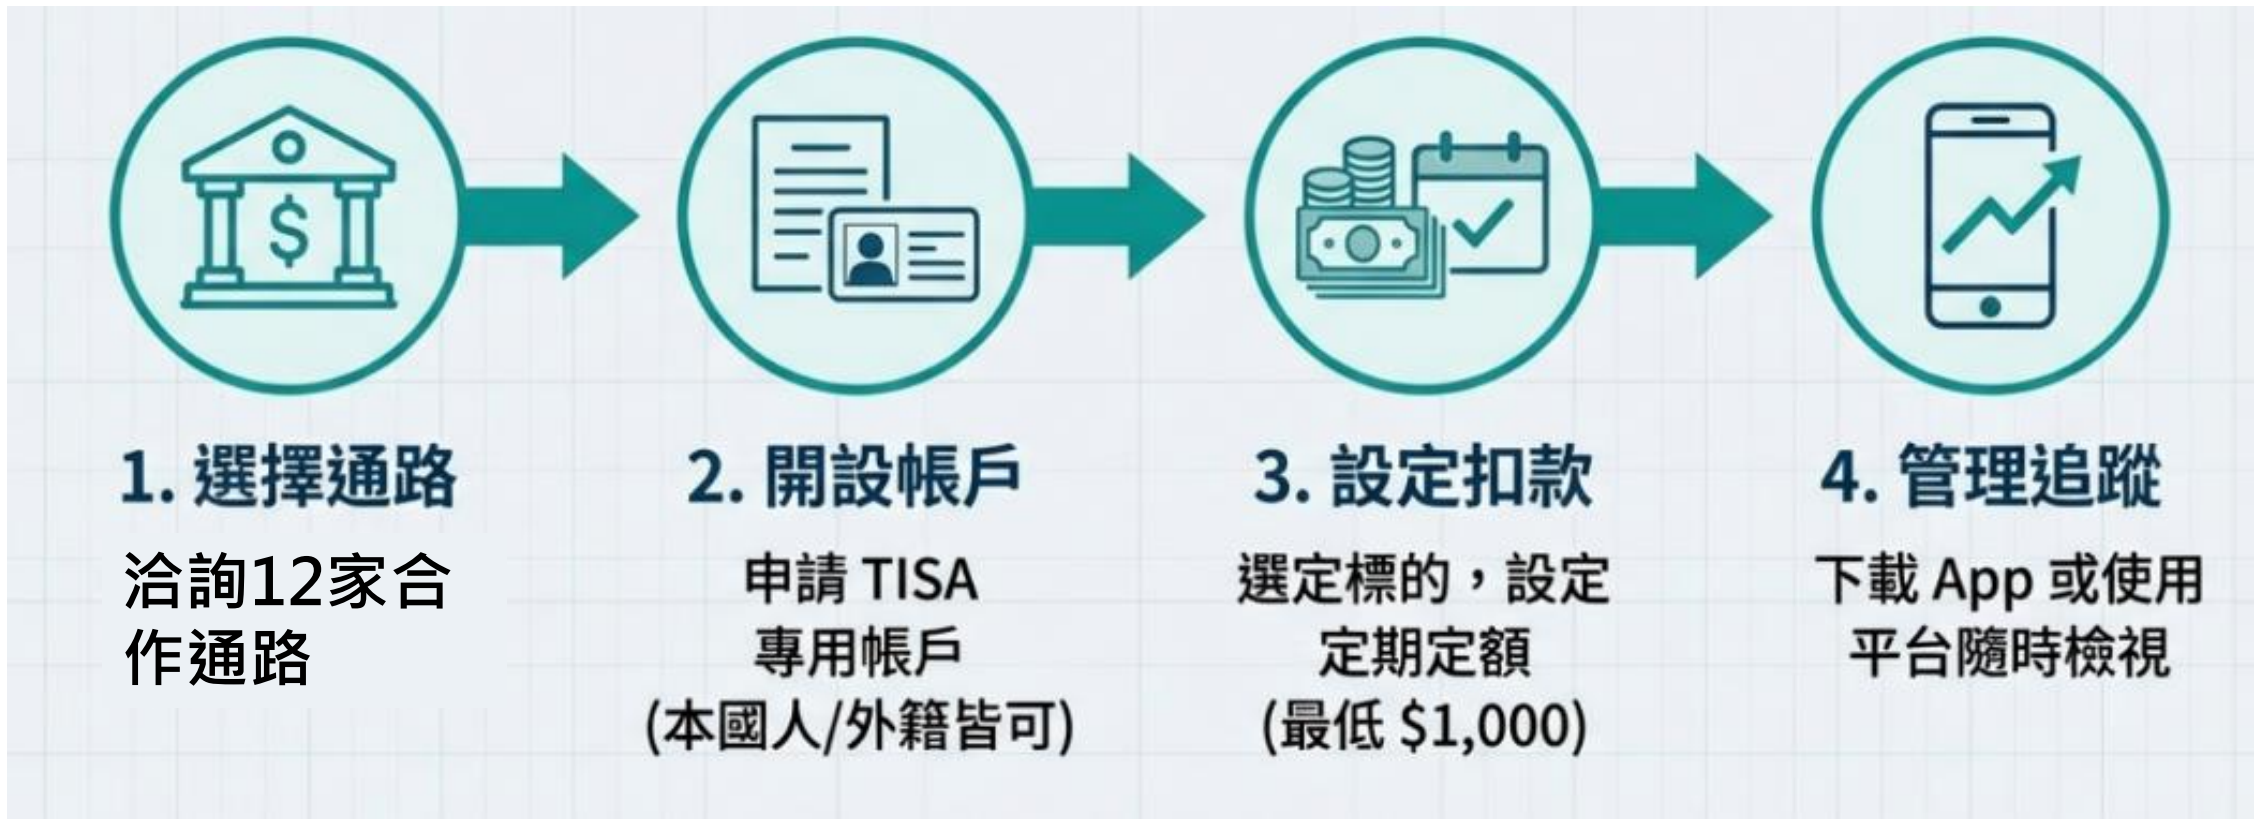 1. 選擇通路
洽詢12家合
作通路
2. 開設帳戶
申請 TISA
專用帳戶
(本國人/外籍皆可)
3. 設定扣款
選定標的，設定
定期定額
(最低 $1,000)
4. 管理追蹤
下載 App 或使用
平台隨時檢視